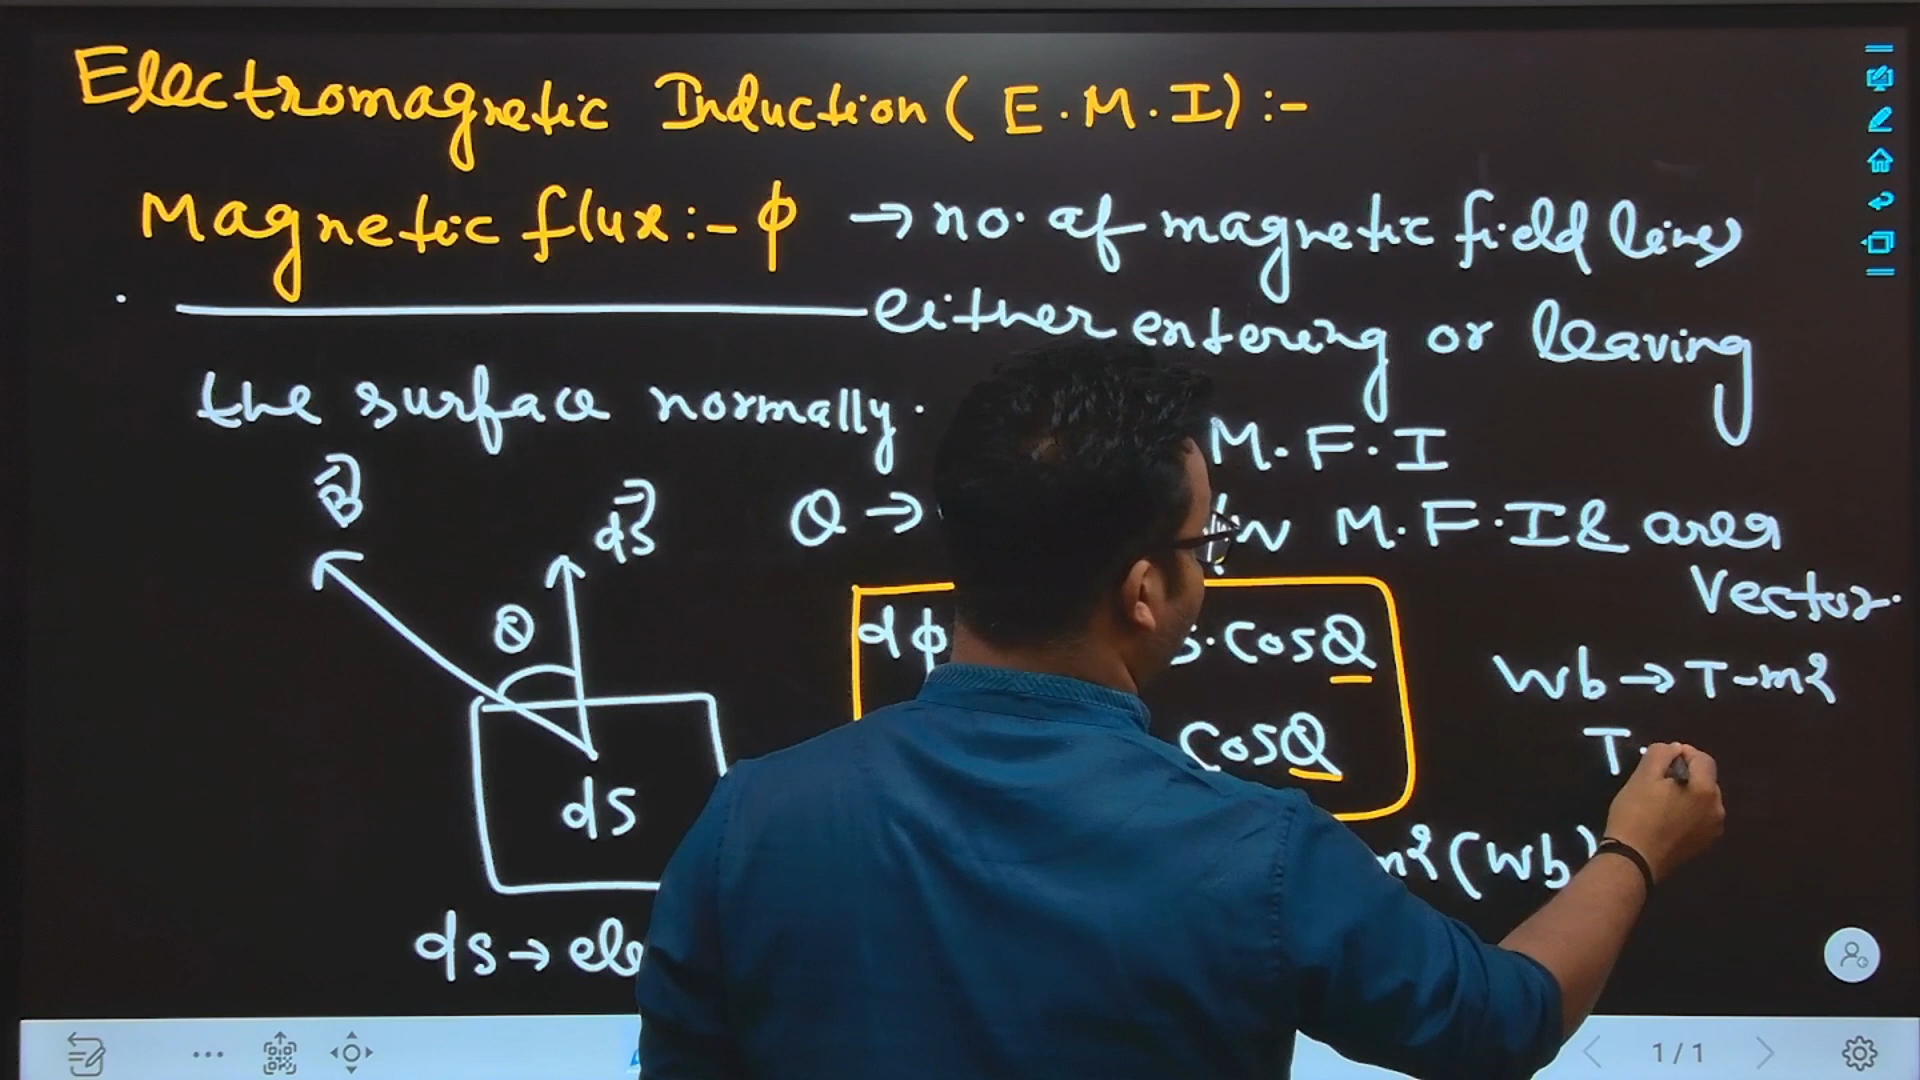 Electromagnetic Induction (E.M.I):-
Magnetic flux:- ϕ → no. of magnetic field lines
either entering or leaving
the surface normally.
M.F.I
B⃗
dS⃗
θ → b/w M.F.I & area
vector.
θ
dϕ s.cosθ
cosθ
Wb → T-m²
T.
dS
m² (Wb)
ds → ele
1/1